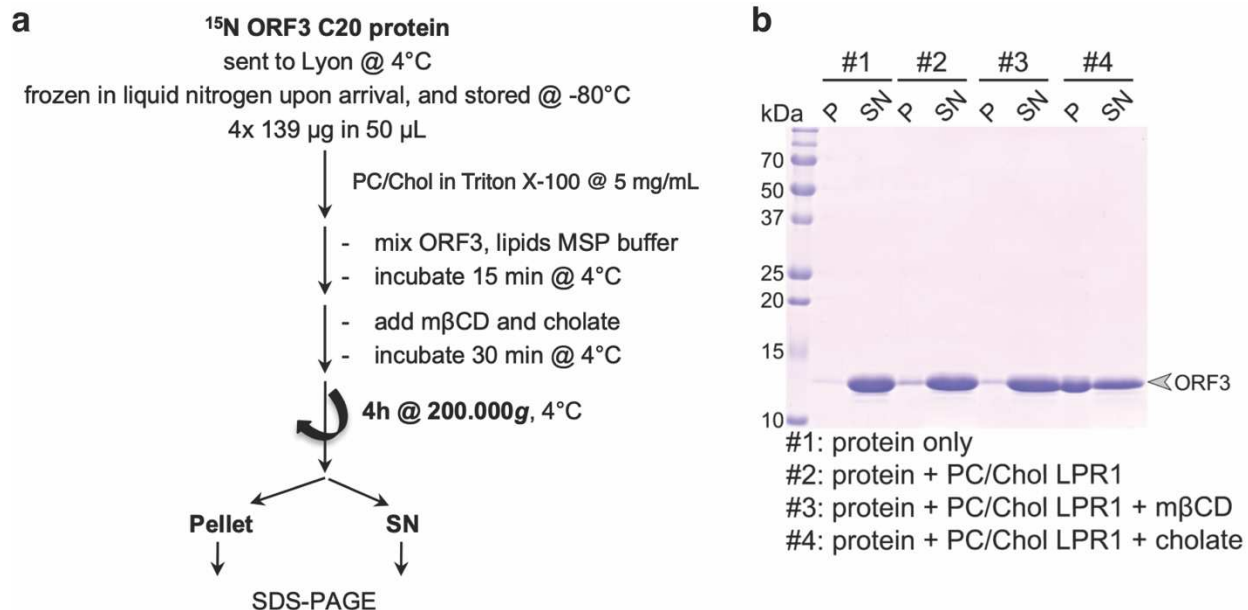 a
¹⁵N ORF3 C20 protein
sent to Lyon @ 4°C
frozen in liquid nitrogen upon arrival, and stored @ -80°C
4x 139 µg in 50 µL
PC/Chol in Triton X-100 @ 5 mg/mL
- mix ORF3, lipids MSP buffer
- incubate 15 min @ 4°C
- add mβCD and cholate
- incubate 30 min @ 4°C
4h @ 200.000g, 4°C
Pellet SN
SDS-PAGE
b
#1 #2 #3 #4
kDa P SN P SN P SN P SN
70
50
37
25
20
15
ORF3
10
#1: protein only
#2: protein + PC/Chol LPR1
#3: protein + PC/Chol LPR1 + mβCD
#4: protein + PC/Chol LPR1 + cholate